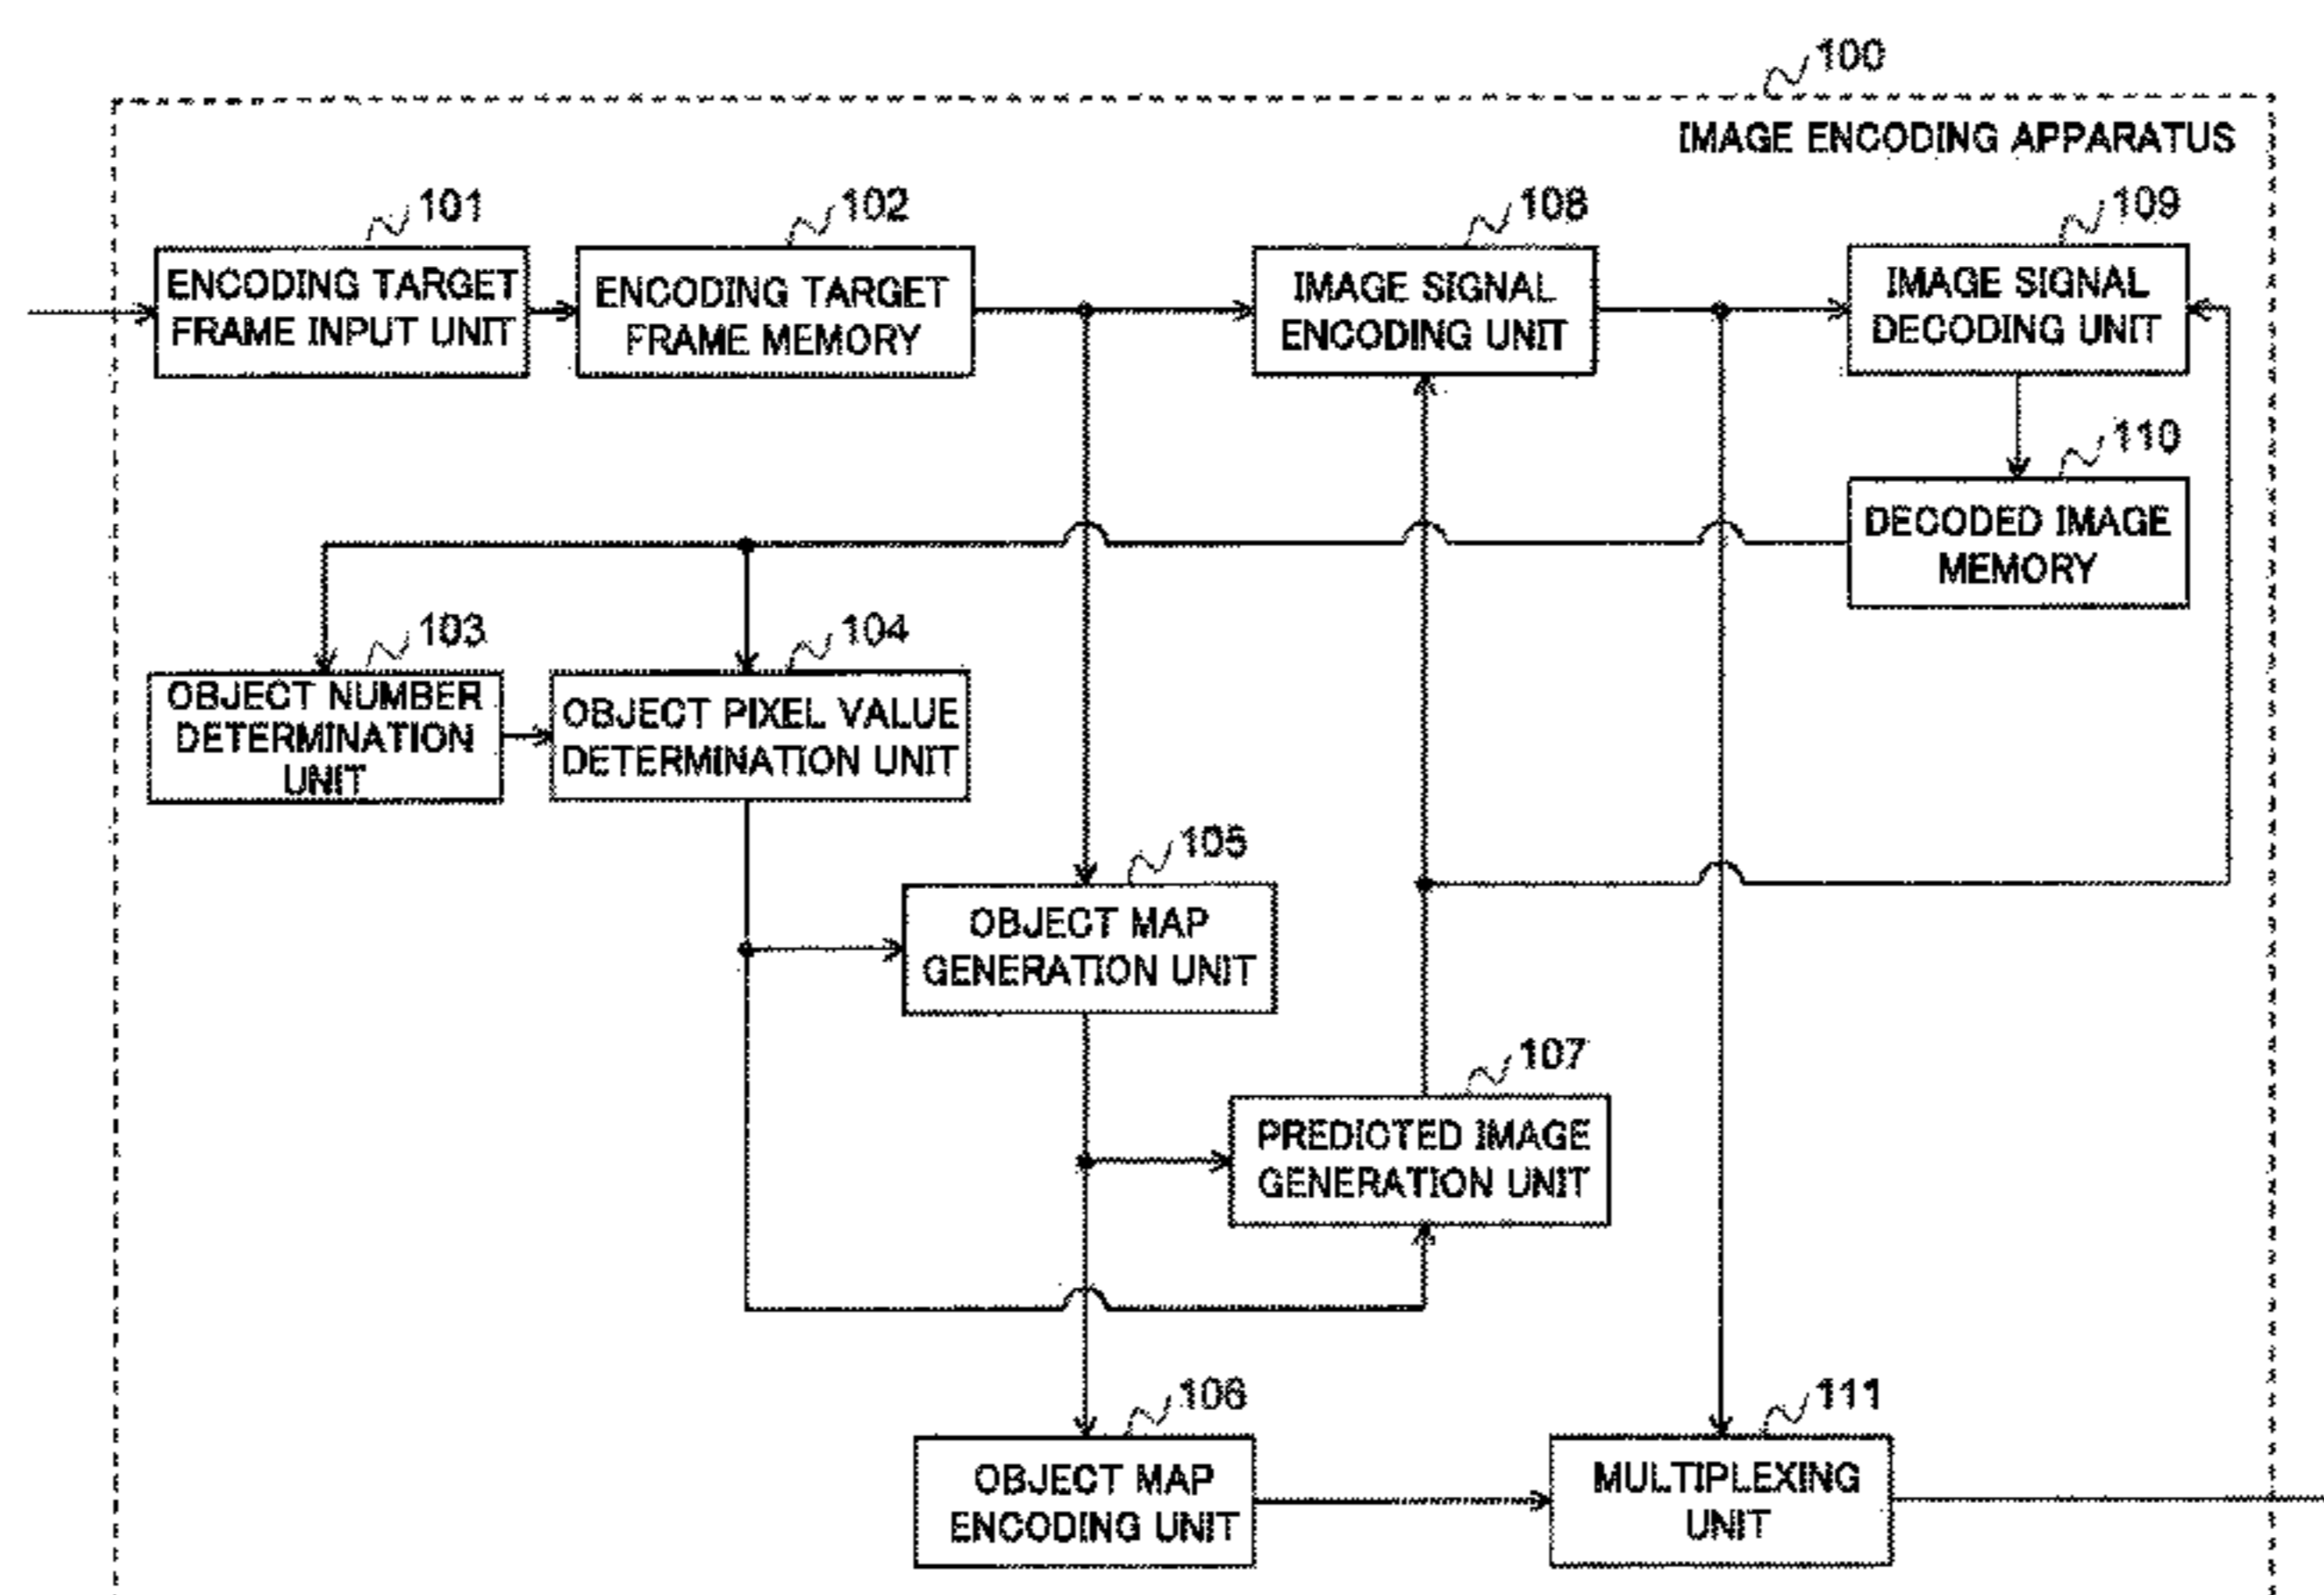 100
IMAGE ENCODING APPARATUS
101
ENCODING TARGET
FRAME INPUT UNIT
102
ENCODING TARGET
FRAME MEMORY
108
IMAGE SIGNAL
ENCODING UNIT
109
IMAGE SIGNAL
DECODING UNIT
110
DECODED IMAGE
MEMORY
103
OBJECT NUMBER
DETERMINATION
UNIT
104
OBJECT PIXEL VALUE
DETERMINATION UNIT
105
OBJECT MAP
GENERATION UNIT
107
PREDICTED IMAGE
GENERATION UNIT
106
OBJECT MAP
ENCODING UNIT
111
MULTIPLEXING
UNIT